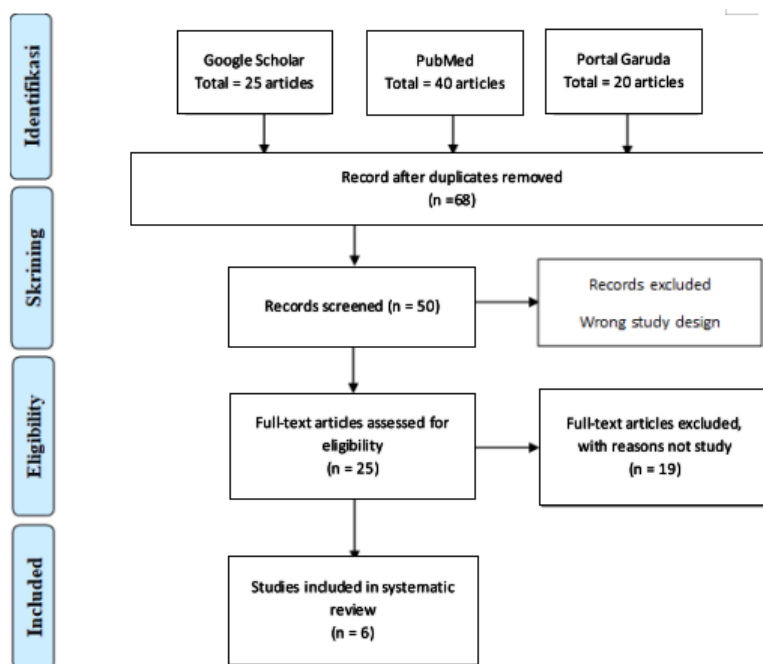 Identifikasi
Google Scholar
Total = 25 articles
PubMed
Total = 40 articles
Portal Garuda
Total = 20 articles
Record after duplicates removed
(n =68)
Skrining
Records screened (n = 50)
Records excluded
Wrong study design
Eligibility
Full-text articles assessed for
eligibility
(n = 25)
Full-text articles excluded,
with reasons not study
(n = 19)
Included
Studies included in systematic
review
(n = 6)